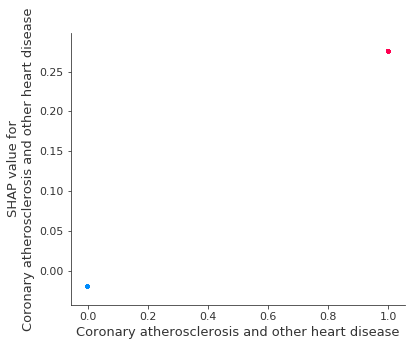 SHAP value for
Coronary atherosclerosis and other heart disease
0.25
0.20
0.15
0.10
0.05
0.00
0.0 0.2 0.4 0.6 0.8 1.0
Coronary atherosclerosis and other heart disease